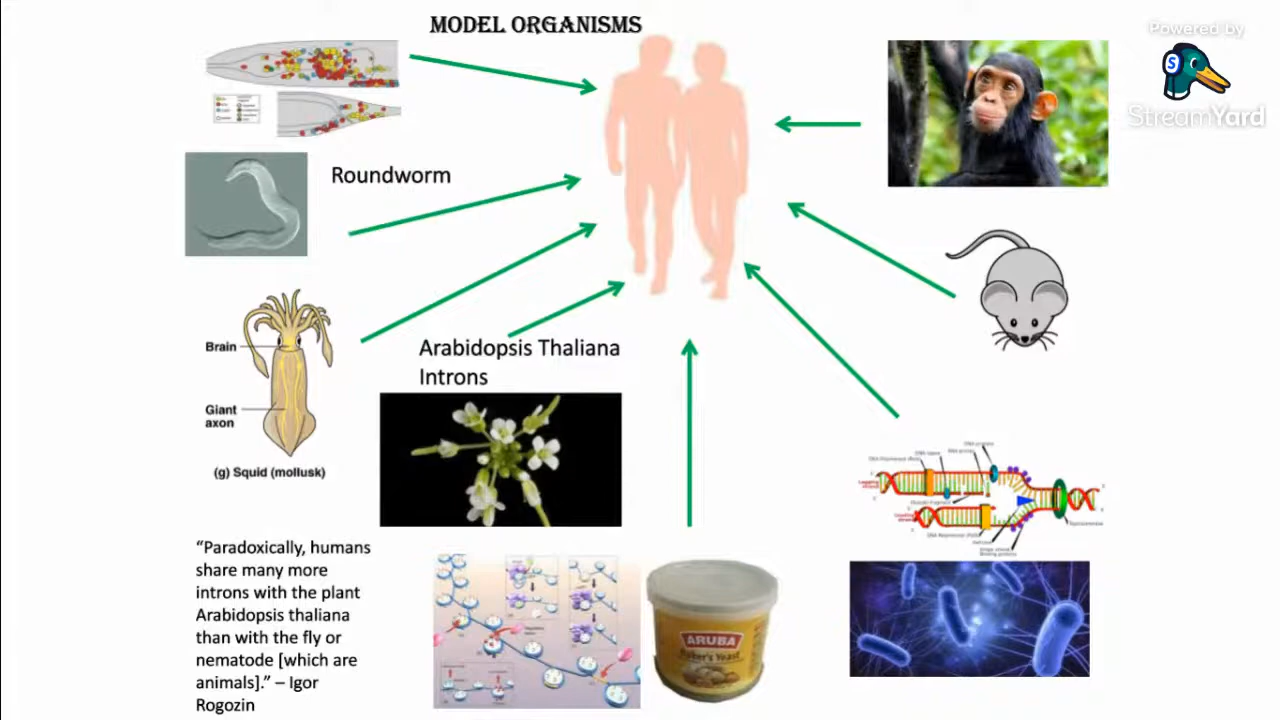 MODEL ORGANISMS
Powered by
StreamYard
Roundworm
Brain
Giant
axon
(g) Squid (mollusk)
Arabidopsis Thaliana
Introns
“Paradoxically, humans
share many more
introns with the plant
Arabidopsis thaliana
than with the fly or
nematode [which are
animals].” – Igor
Rogozin
ARUBA
Baker's Yeast